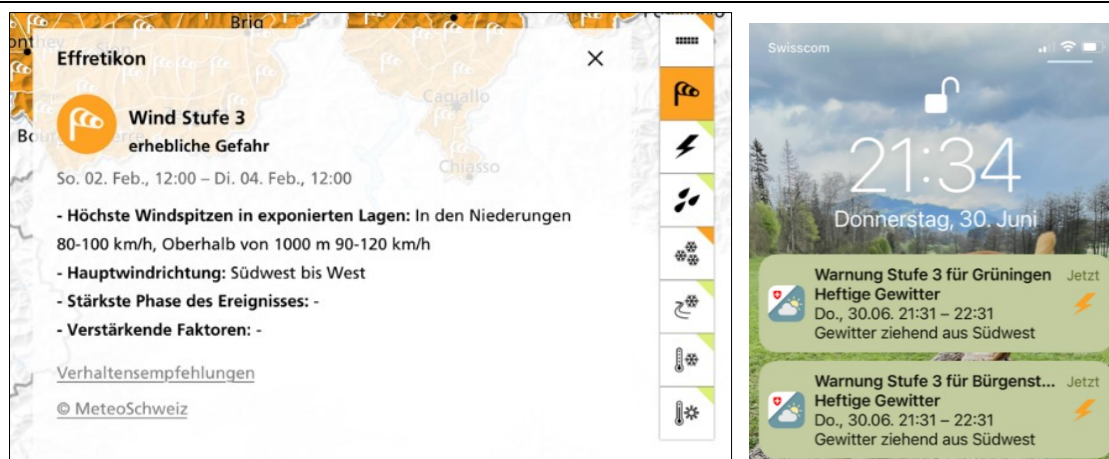 Brig
Effretikon
Wind Stufe 3
erhebliche Gefahr
Cagiallo
Chiasso
So. 02. Feb., 12:00 – Di. 04. Feb., 12:00
- Höchste Windspitzen in exponierten Lagen: In den Niederungen
80-100 km/h, Oberhalb von 1000 m 90-120 km/h
- Hauptwindrichtung: Südwest bis West
- Stärkste Phase des Ereignisses: -
- Verstärkende Faktoren: -
Verhaltensempfehlungen
© MeteoSchweiz
Swisscom
21:34
Donnerstag, 30. Juni
Warnung Stufe 3 für Grüningen Jetzt
Heftige Gewitter
Do., 30.06. 21:31 – 22:31
Gewitter ziehend aus Südwest
Warnung Stufe 3 für Bürgenst... Jetzt
Heftige Gewitter
Do., 30.06. 21:31 – 22:31
Gewitter ziehend aus Südwest